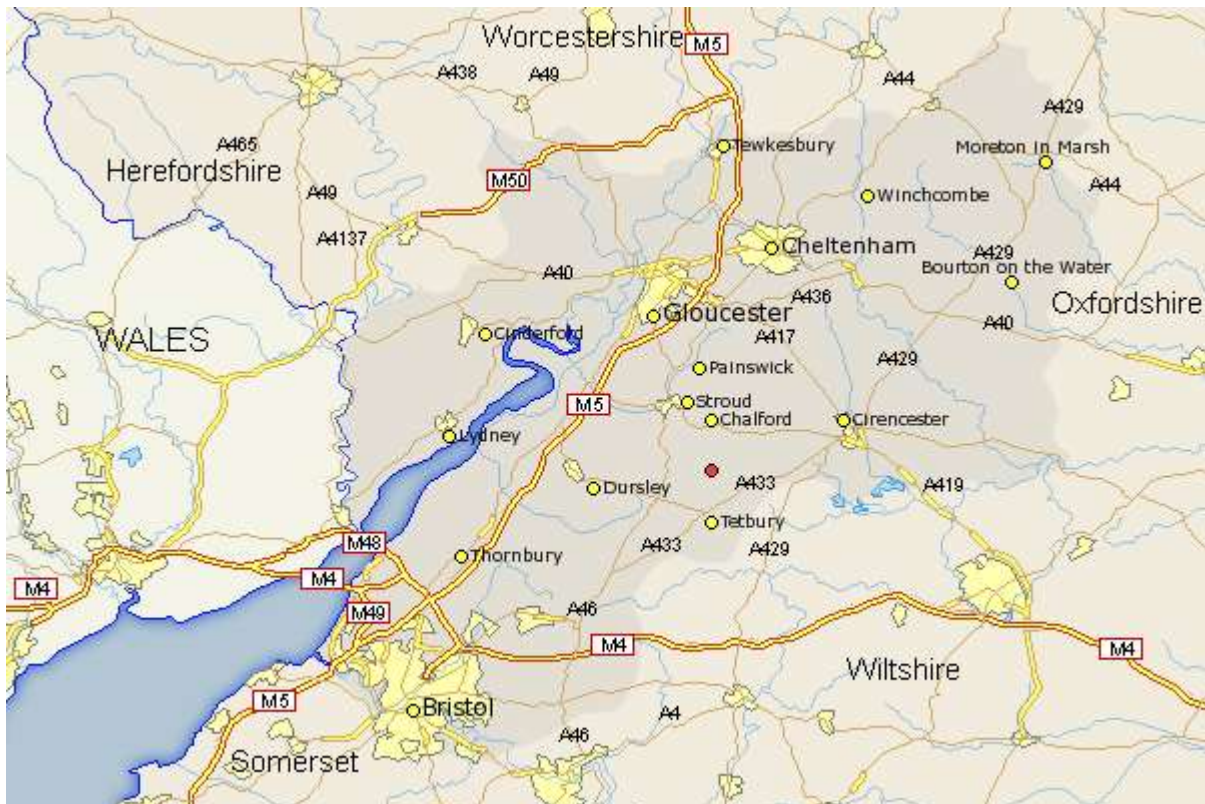 Worcestershire
M5
A438
A49
A44
A429
A465
Tewkesbury
Moreton in Marsh
Herefordshire
M50
A44
A49
Winchcombe
A4137
Cheltenham
A429
A40
Bourton on the Water
A436
Oxfordshire
Gloucester
A40
WALES
Cinderford
A417
A429
Painswick
M5
Stroud
Chalford
Cirencester
Lydney
Dursley
A433
A419
Tetbury
M48
A433
A429
Thornbury
M4
M4
M49
A46
M4
M4
Wiltshire
M5
Bristol
A4
A46
Somerset